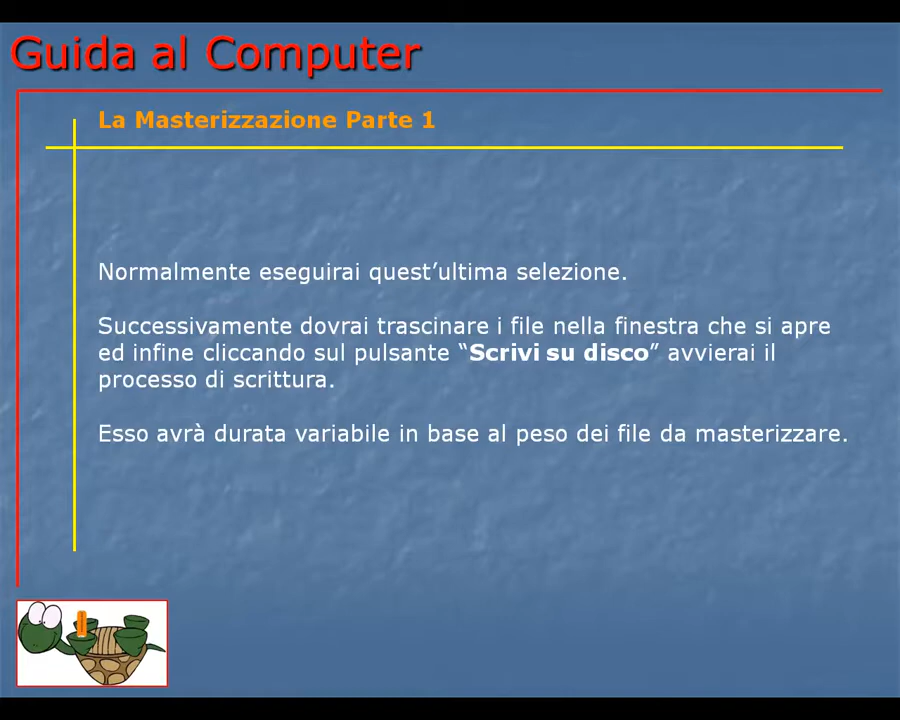 Guida al Computer
La Masterizzazione Parte 1
Normalmente eseguirai quest’ultima selezione.
Successivamente dovrai trascinare i file nella finestra che si apre
ed infine cliccando sul pulsante “Scrivi su disco” avvierai il
processo di scrittura.
Esso avrà durata variabile in base al peso dei file da masterizzare.